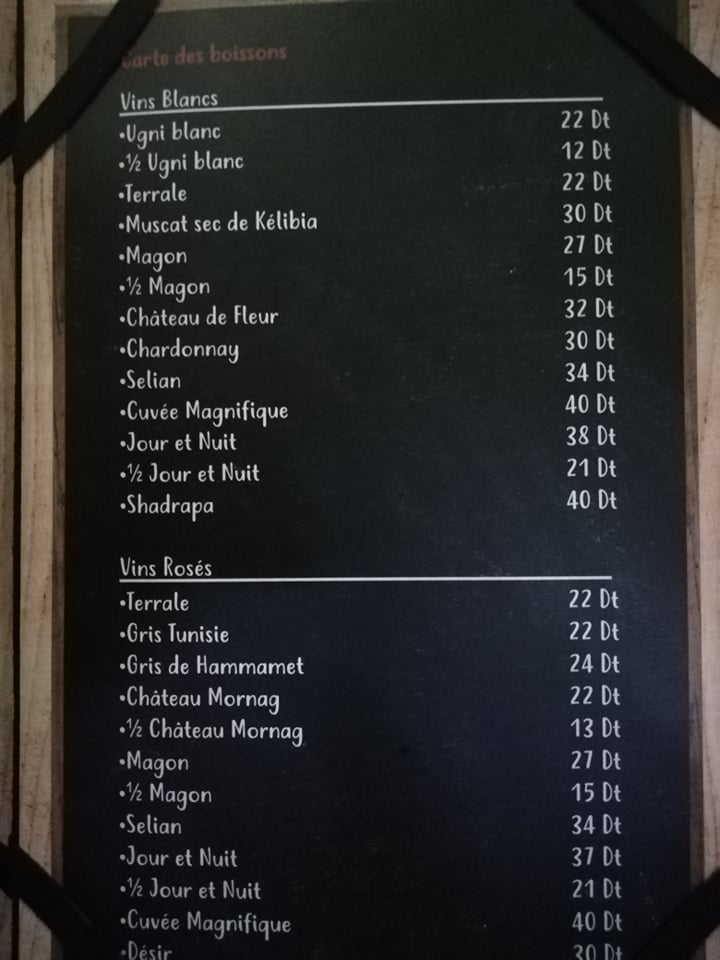 Carte des boissons
Vins Blancs
•Ugni blanc 22 Dt
•½ Ugni blanc 12 Dt
•Terrale 22 Dt
•Muscat sec de Kélibia 30 Dt
•Magon 27 Dt
•½ Magon 15 Dt
•Château de Fleur 32 Dt
•Chardonnay 30 Dt
•Selian 34 Dt
•Cuvée Magnifique 40 Dt
•Jour et Nuit 38 Dt
•½ Jour et Nuit 21 Dt
•Shadrapa 40 Dt
Vins Rosés
•Terrale 22 Dt
•Gris Tunisie 22 Dt
•Gris de Hammamet 24 Dt
•Château Mornag 22 Dt
•½ Château Mornag 13 Dt
•Magon 27 Dt
•½ Magon 15 Dt
•Selian 34 Dt
•Jour et Nuit 37 Dt
•½ Jour et Nuit 21 Dt
•Cuvée Magnifique 40 Dt
•Désir 30 Dt